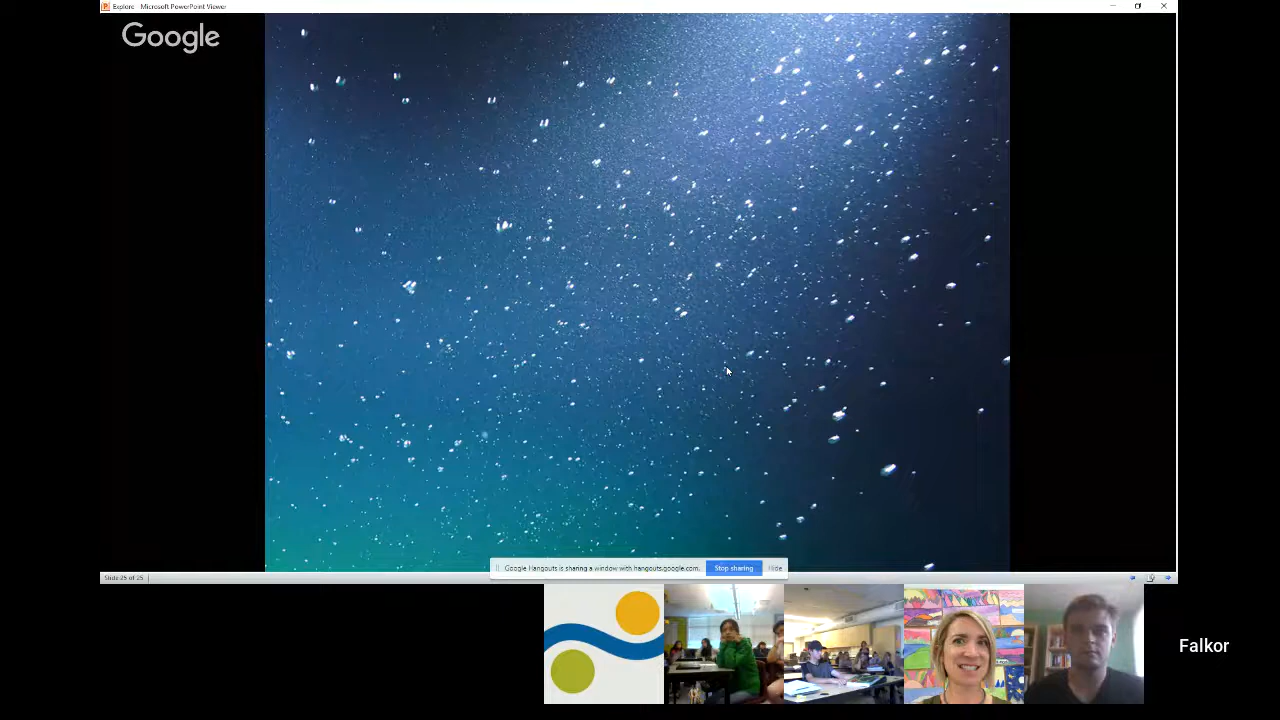 Explore - Microsoft PowerPoint Viewer
Google
Google Hangouts is sharing a window with hangouts.google.com.
Stop sharing
Hide
Slide 25 of 25
Falkor